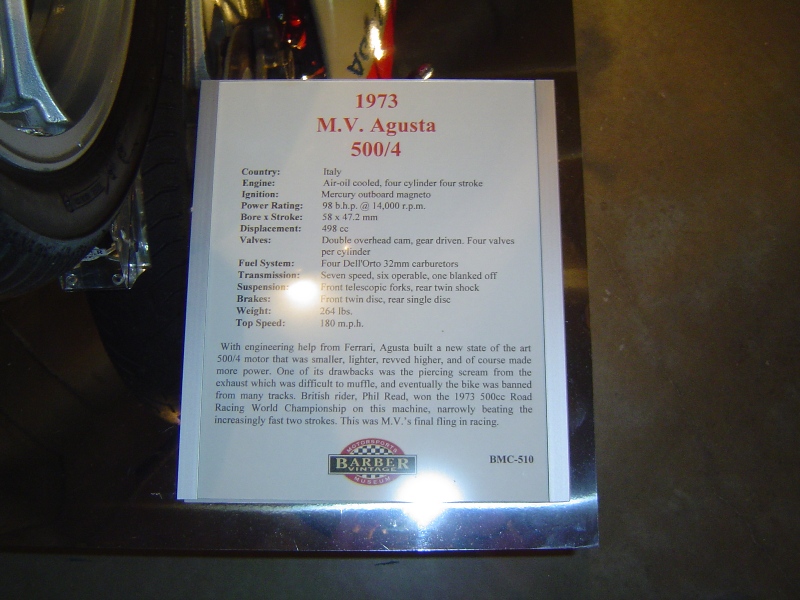 1973
M.V. Agusta
500/4
Country: Italy
Engine: Air-oil cooled, four cylinder four stroke
Ignition: Mercury outboard magneto
Power Rating: 98 b.h.p. @ 14,000 r.p.m.
Bore x Stroke: 58 x 47.2 mm
Displacement: 498 cc
Valves: Double overhead cam, gear driven. Four valves
per cylinder
Fuel System: Four Dell'Orto 32mm carburetors
Transmission: Seven speed, six operable, one blanked off
Suspension: Front telescopic forks, rear twin shock
Brakes: Front twin disc, rear single disc
Weight: 264 lbs.
Top Speed: 180 m.p.h.
With engineering help from Ferrari, Agusta built a new state of the art
500/4 motor that was smaller, lighter, revved higher, and of course made
more power. One of its drawbacks was the piercing scream from the
exhaust which was difficult to muffle, and eventually the bike was banned
from many tracks. British rider, Phil Read, won the 1973 500cc Road
Racing World Championship on this machine, narrowly beating the
increasingly fast two strokes. This was M.V.'s final fling in racing.
MOTORSPORTS
BARBER
VINTAGE
MUSEUM
BMC-510